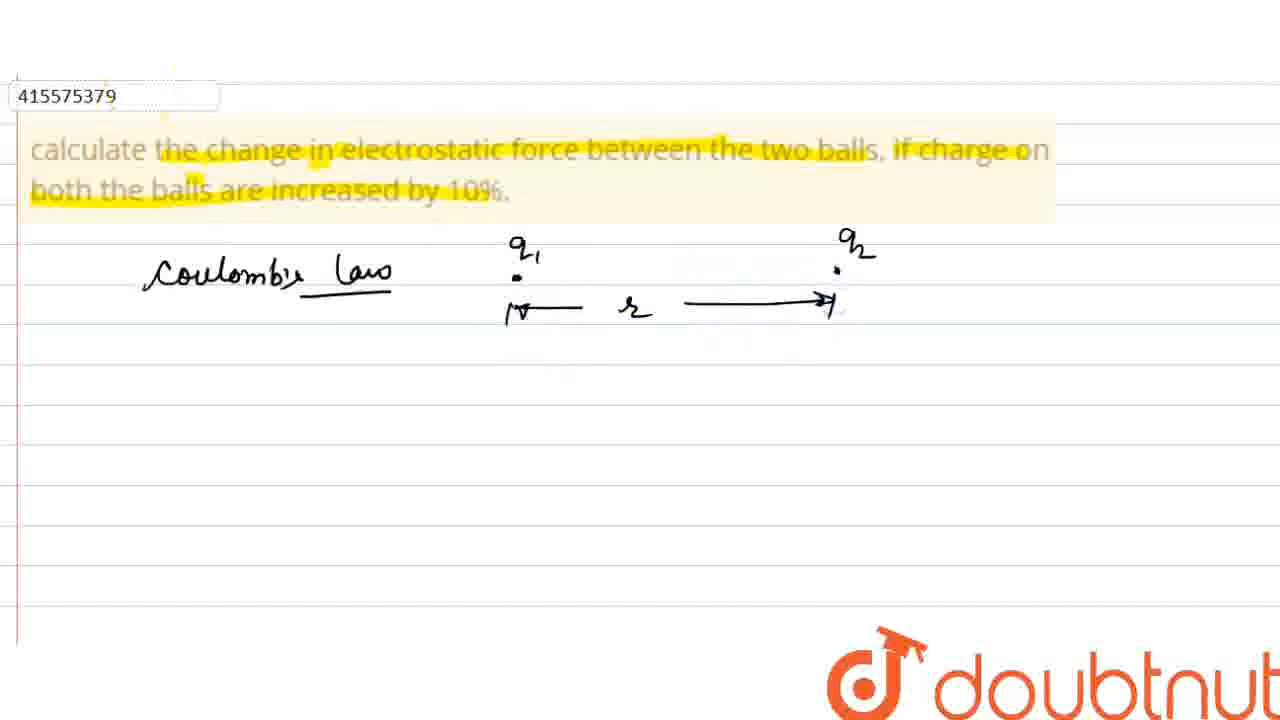 415575379
calculate the change in electrostatic force between the two balls, if charge on
both the balls are increased by 10%.
Coulombis law
q1
q2
r
doubtnut